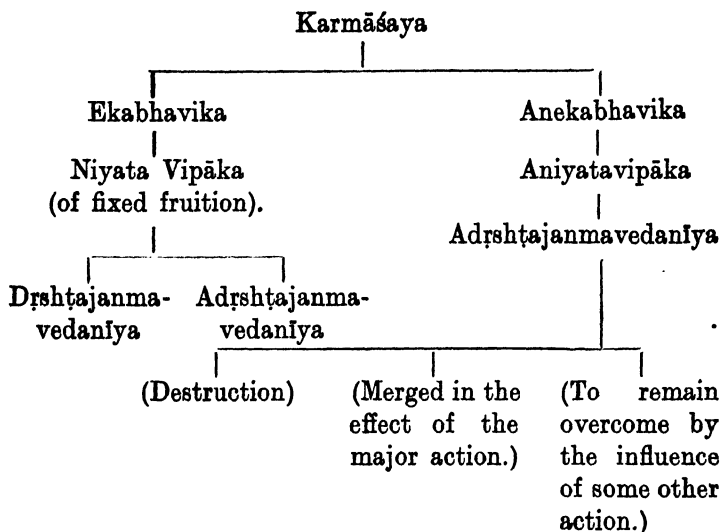 Karmāśaya
Ekabhavika
Anekabhavika
Niyata Vipāka
(of fixed fruition).
Aniyatavipāka
Adṛshṭajanmavedanīya
Dṛshṭajanma-
vedanīya
Adṛshṭajanma-
vedanīya
(Destruction)
(Merged in the
effect of the
major action.)
(To remain
overcome by
the influence
of some other
action.)